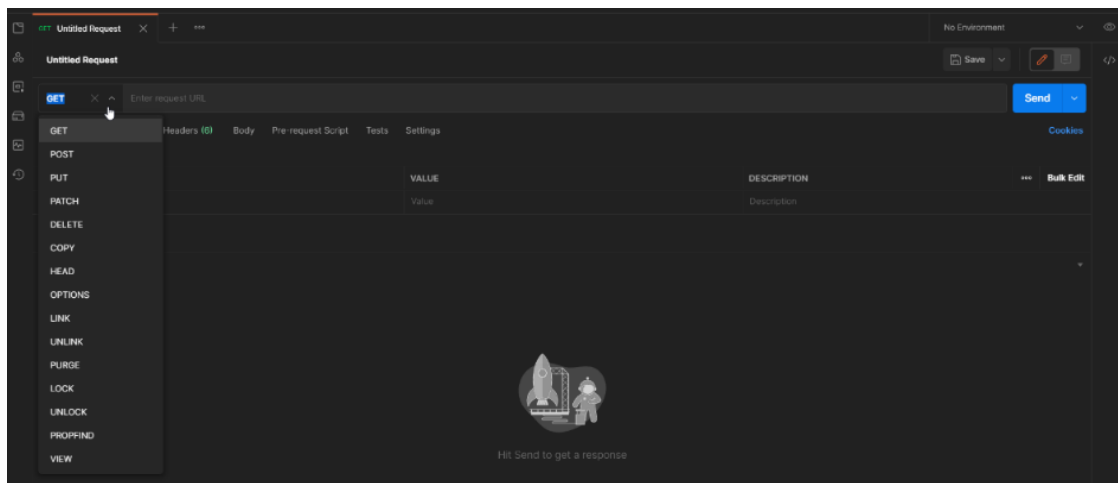 GET Untitled Request
No Environment
Untitled Request
Save
GET Enter request URL
Send
GET
Headers (6) Body Pre-request Script Tests Settings
Cookies
POST
PUT
VALUE DESCRIPTION
Bulk Edit
PATCH
Value Description
DELETE
COPY
HEAD
OPTIONS
LINK
UNLINK
PURGE
LOCK
UNLOCK
PROPFIND
VIEW
Hit Send to get a response